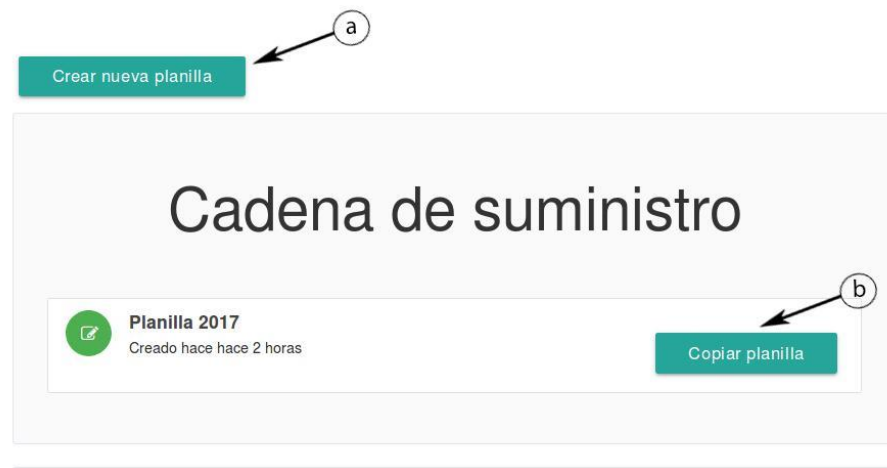 a
Crear nueva planilla
Cadena de suministro
b
Planilla 2017
Creado hace hace 2 horas
Copiar planilla